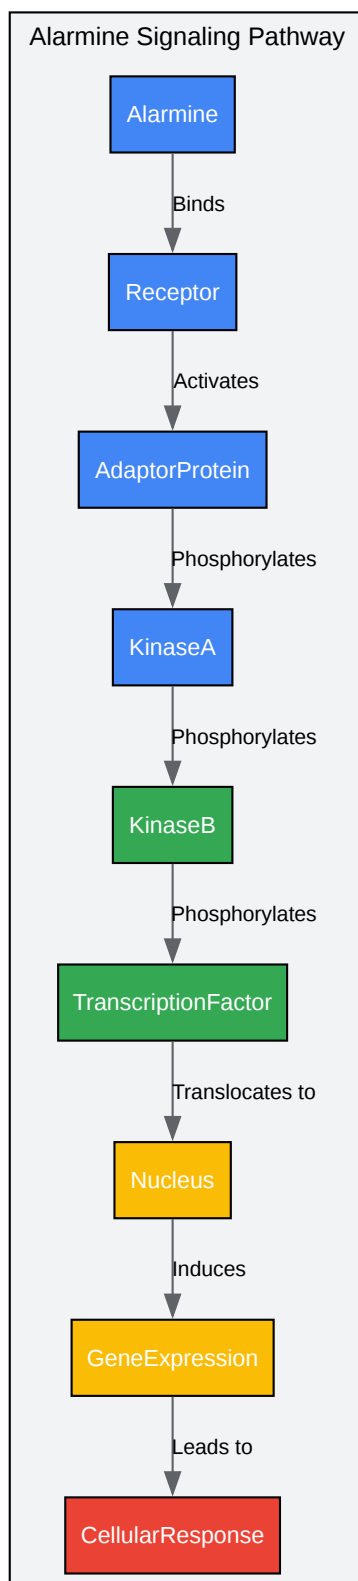 Alarmine Signaling Pathway
Alarmine
Binds
Receptor
Activates
AdaptorProtein
Phosphorylates
KinaseA
Phosphorylates
KinaseB
Phosphorylates
TranscriptionFactor
Translocates to
Nucleus
Induces
GeneExpression
Leads to
CellularResponse